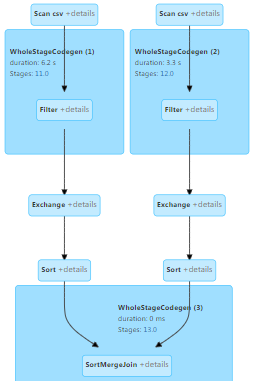 Scan csv +details
Scan csv +details
WholeStageCodegen (1)
duration: 6.2 s
Stages: 11.0
WholeStageCodegen (2)
duration: 3.3 s
Stages: 12.0
Filter +details
Filter +details
Exchange +details
Exchange +details
Sort +details
Sort +details
WholeStageCodegen (3)
duration: 0 ms
Stages: 13.0
SortMergeJoin +details